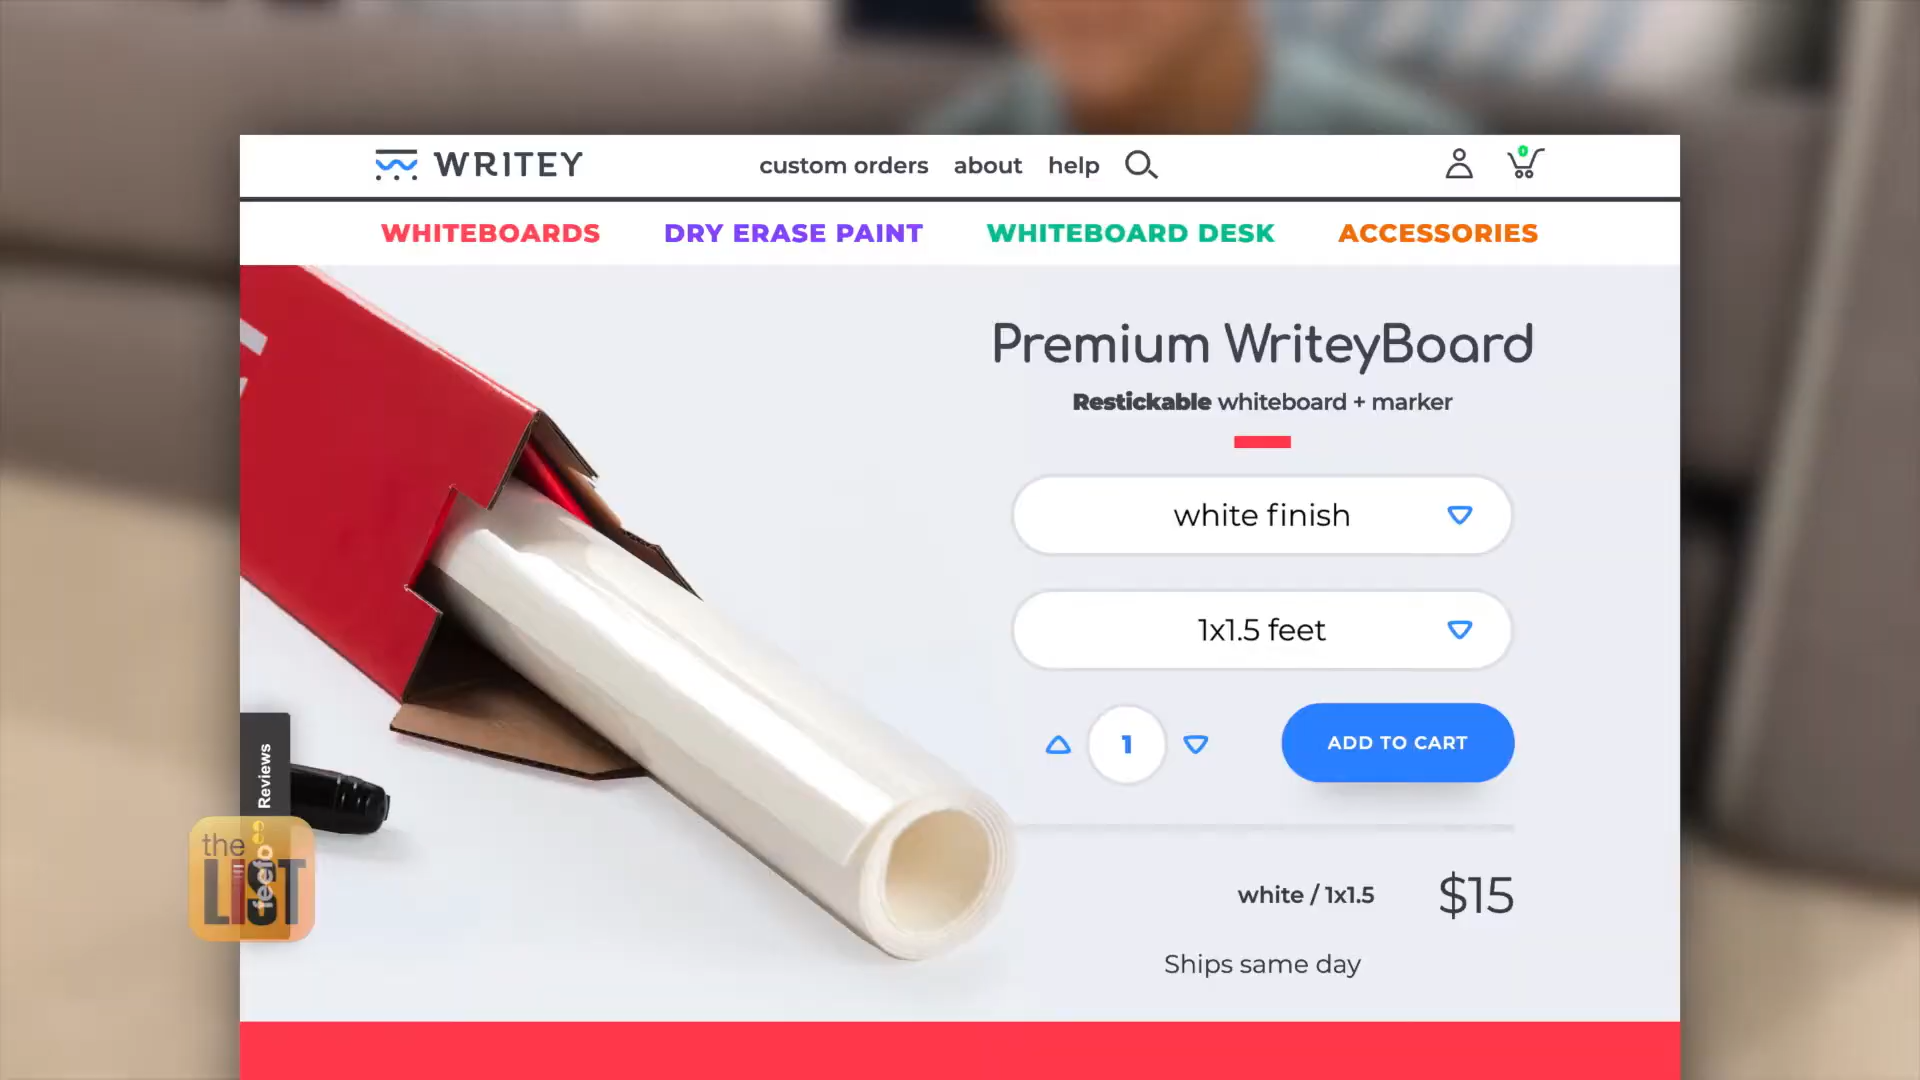 WRITEY
custom orders about help
0
WHITEBOARDS DRY ERASE PAINT WHITEBOARD DESK ACCESSORIES
Premium WriteyBoard
Restickable whiteboard + marker
white finish
1x1.5 feet
1
ADD TO CART
Reviews
feefo
the
LIST
white / 1x1.5 $15
Ships same day